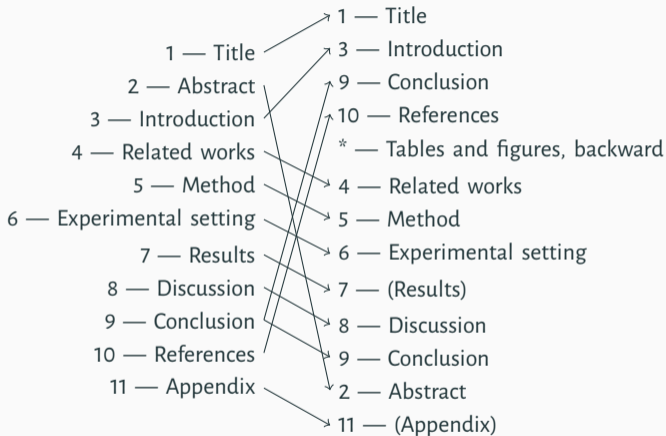 1 — Title
2 — Abstract
3 — Introduction
4 — Related works
5 — Method
6 — Experimental setting
7 — Results
8 — Discussion
9 — Conclusion
10 — References
11 — Appendix
1 — Title
3 — Introduction
9 — Conclusion
10 — References
* — Tables and figures, backward
4 — Related works
5 — Method
6 — Experimental setting
7 — (Results)
8 — Discussion
9 — Conclusion
2 — Abstract
11 — (Appendix)